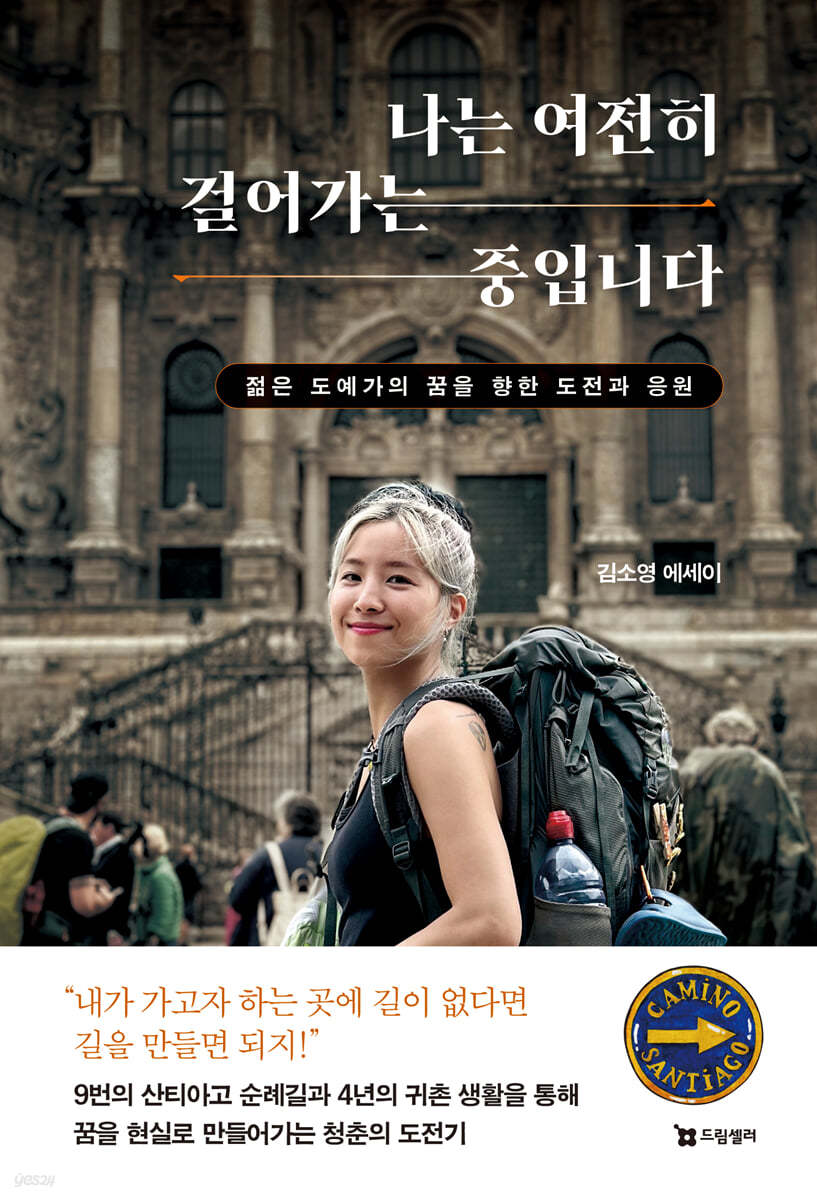 나는 여전히
걸어가는
중입니다
젊은 도예가의 꿈을 향한 도전과 응원
김소영 에세이
“내가 가고자 하는 곳에 길이 없다면
길을 만들면 되지!”
9번의 산티아고 순례길과 4년의 귀촌 생활을 통해
꿈을 현실로 만들어가는 청춘의 도전기
CAMiNO
SANTiAGO
드림셀러
yes24